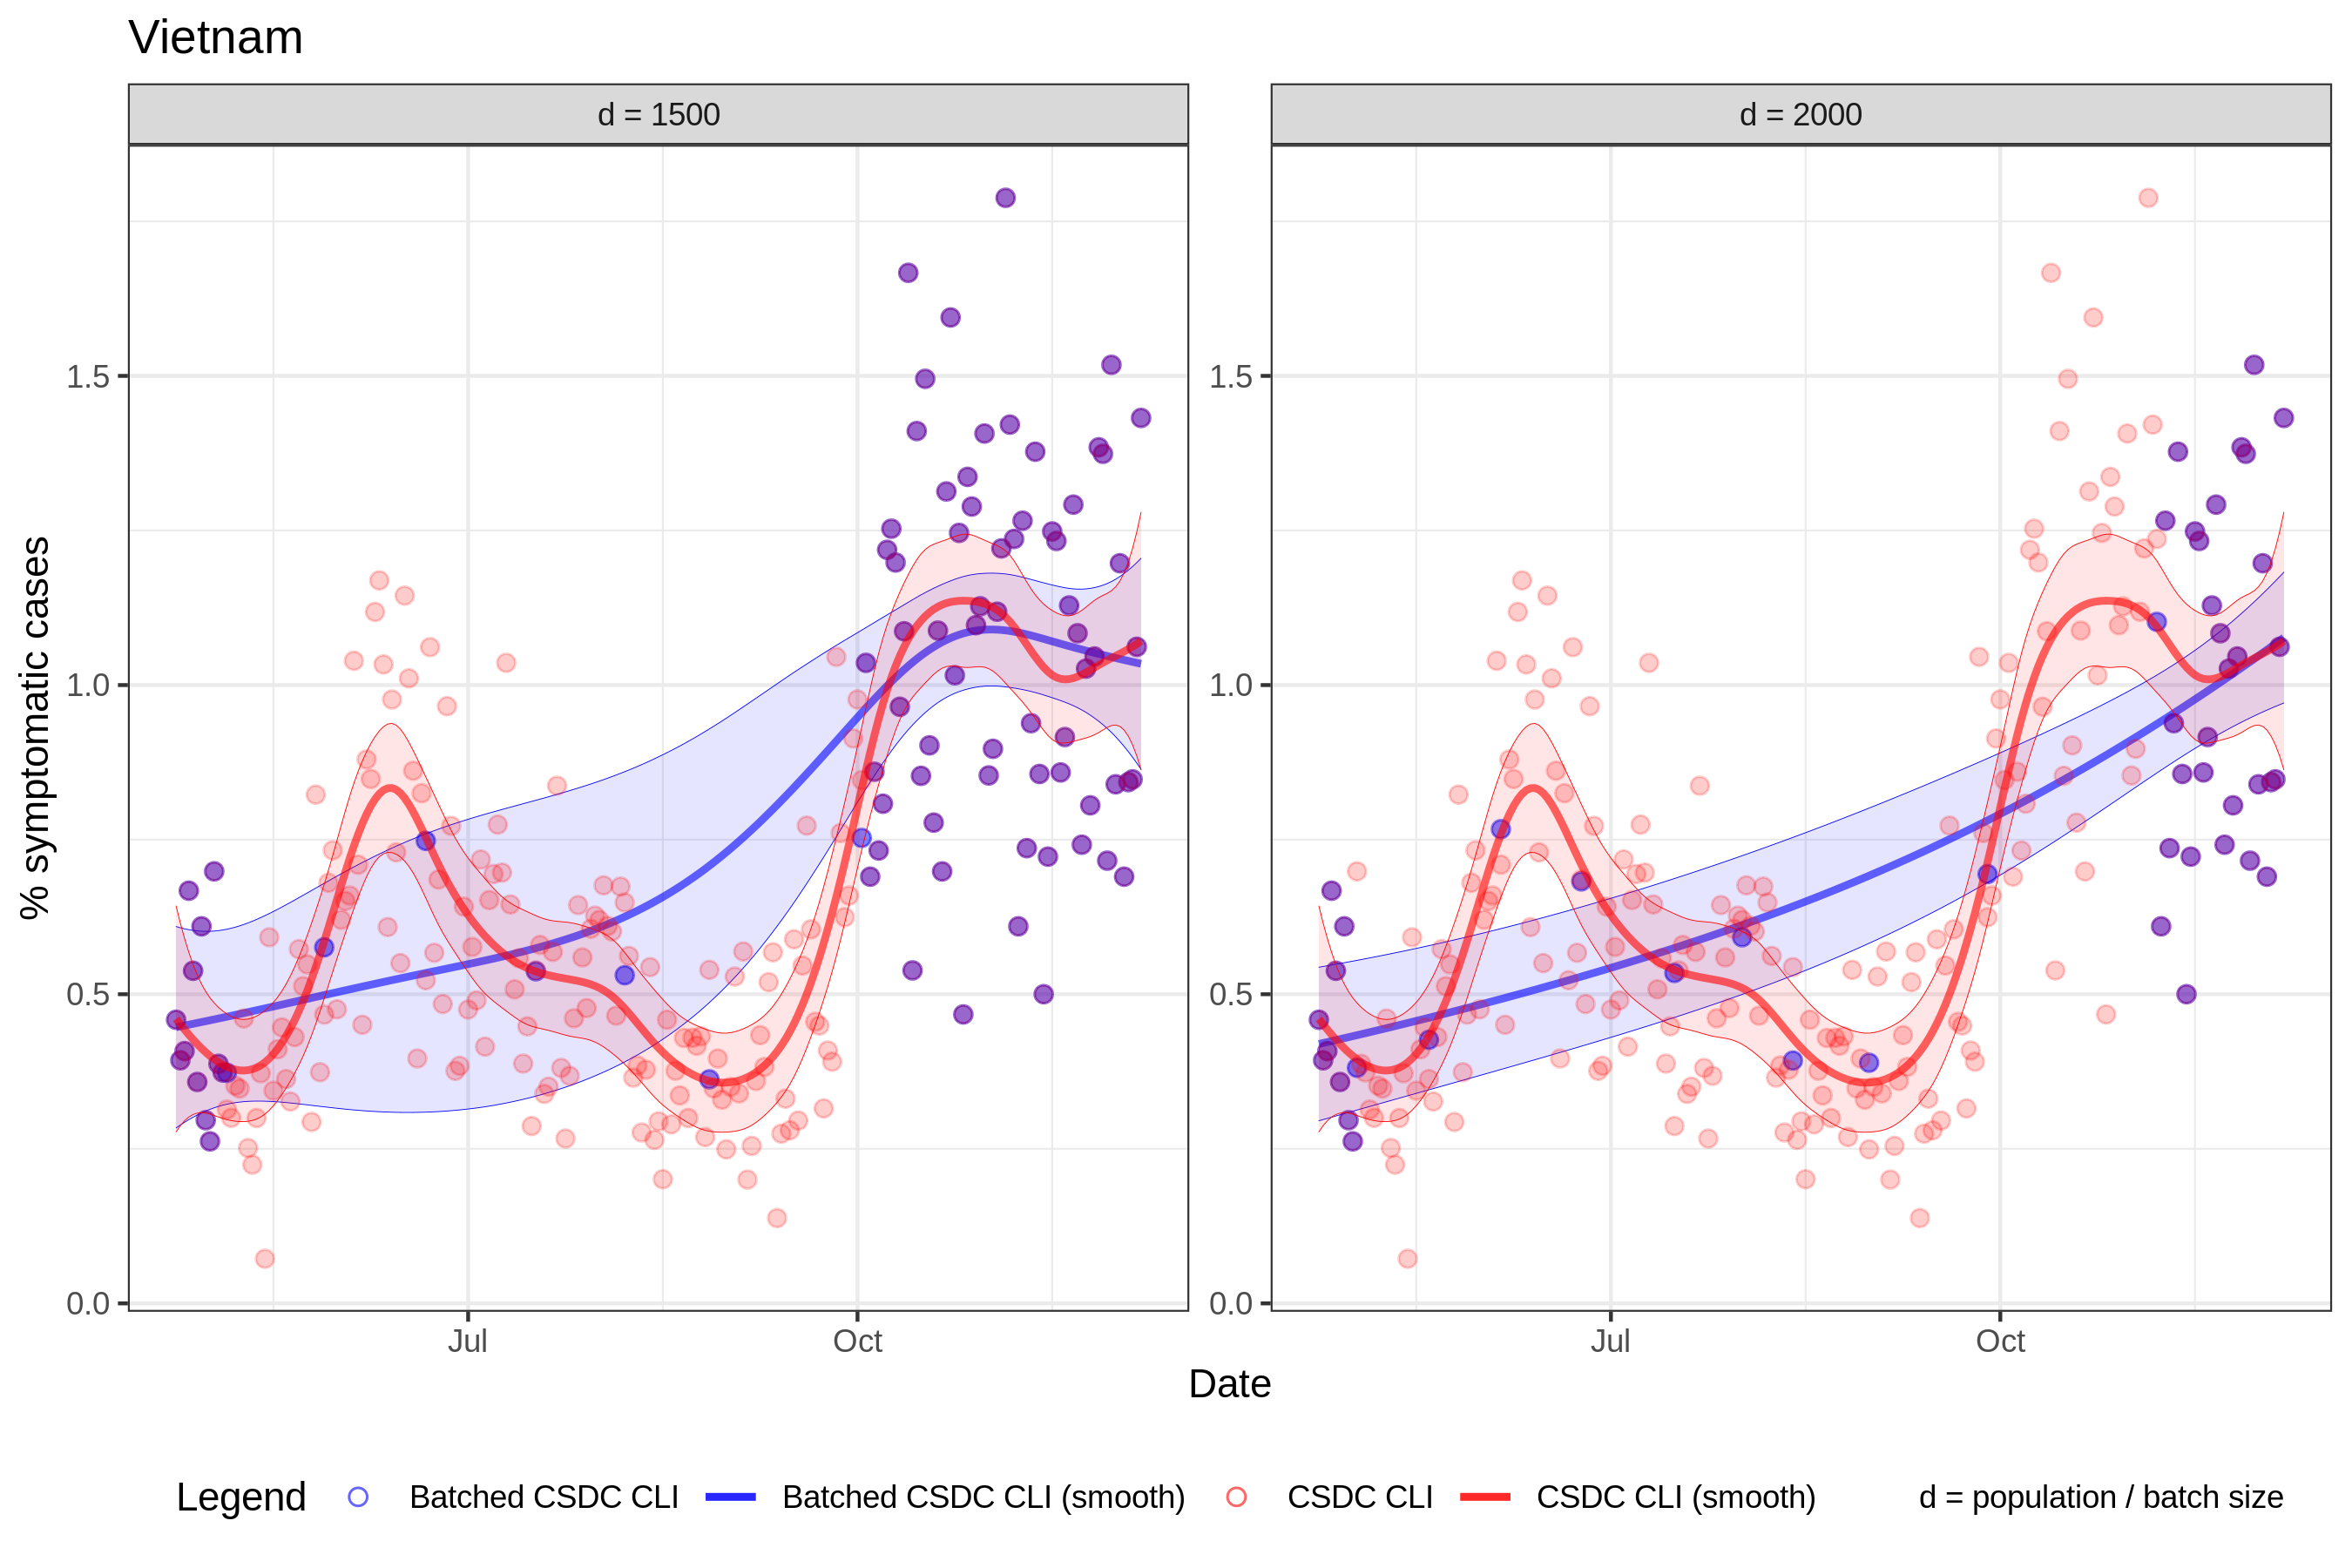 Vietnam
d = 1500
d = 2000
% symptomatic cases
1.5
1.0
0.5
0.0
1.5
1.0
0.5
0.0
Jul
Oct
Jul
Oct
Date
Legend
Batched CSDC CLI
Batched CSDC CLI (smooth)
CSDC CLI
CSDC CLI (smooth)
d = population / batch size